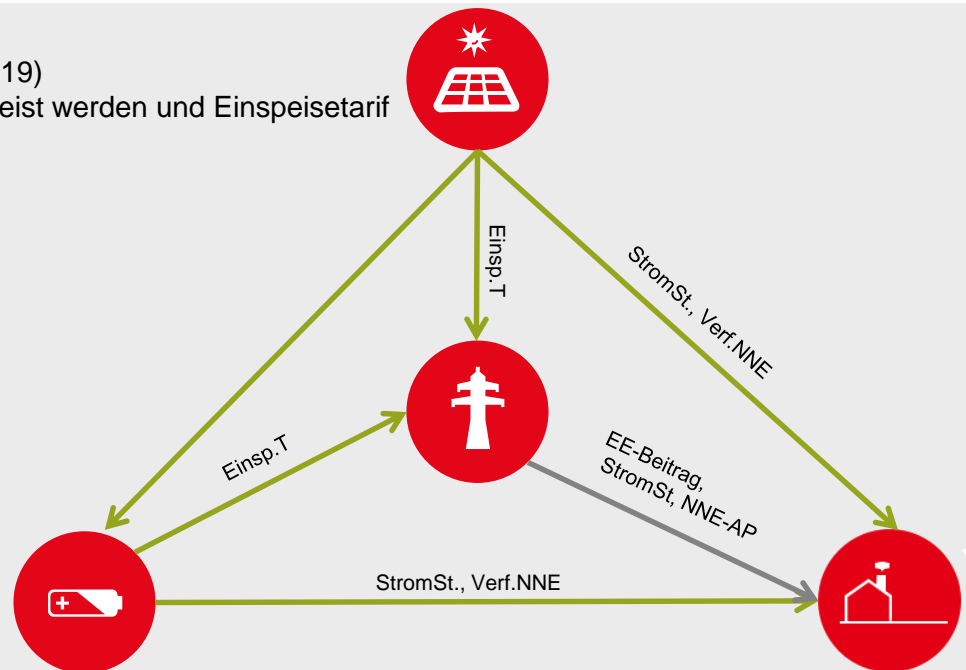 19)
eist werden und Einspeisetarif
Einsp.T
StromSt., Verf.NNE
Einsp.T
EE-Beitrag,
StromSt, NNE-AP
StromSt., Verf.NNE